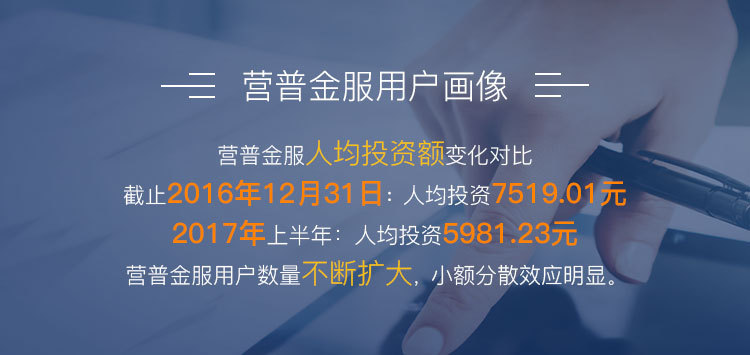 营普金服用户画像
营普金服人均投资额变化对比
截止2016年12月31日：人均投资7519.01元
2017年上半年：人均投资5981.23元
营普金服用户数量不断扩大，小额分散效应明显。